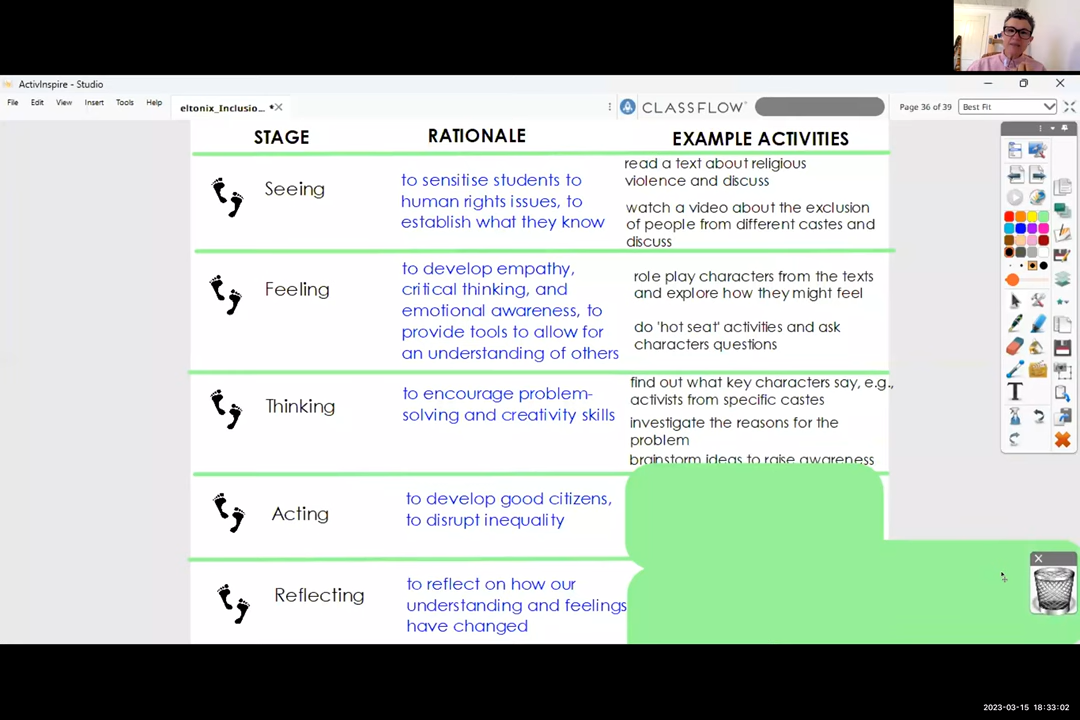 ActivInspire - Studio
File Edit View Insert Tools Help
eltonix_Inclusio... *
CLASSFLOW
Page 36 of 39
Best Fit
STAGE RATIONALE EXAMPLE ACTIVITIES
Seeing
to sensitise students to
human rights issues, to
establish what they know
read a text about religious
violence and discuss
watch a video about the exclusion
of people from different castes and
discuss
Feeling
to develop empathy,
critical thinking, and
emotional awareness, to
provide tools to allow for
an understanding of others
role play characters from the texts
and explore how they might feel
do 'hot seat' activities and ask
characters questions
Thinking
to encourage problem-
solving and creativity skills
find out what key characters say, e.g.,
activists from specific castes
investigate the reasons for the
problem
brainstorm ideas to raise awareness
Acting
to develop good citizens,
to disrupt inequality
Reflecting
to reflect on how our
understanding and feelings
have changed
T
2023-03-15 18:33:02